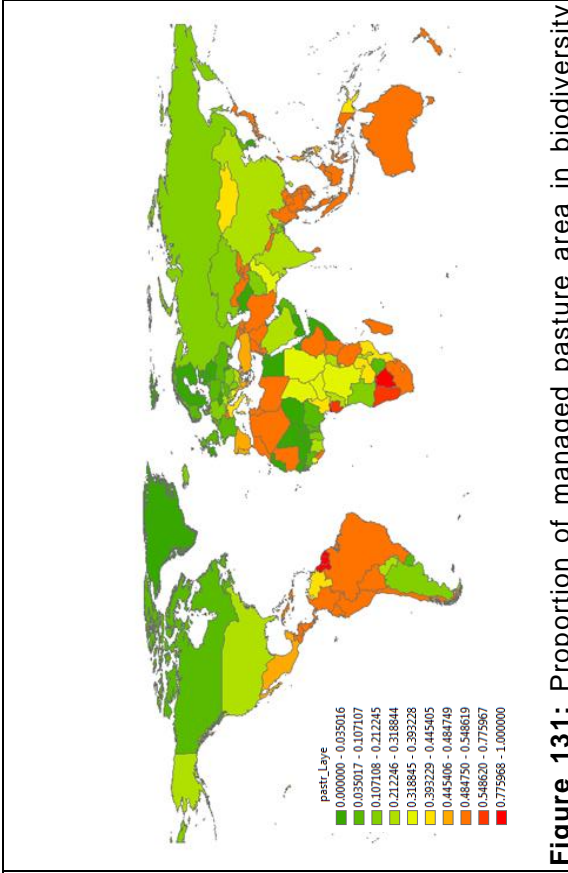 pastr_Laye
0.000000 - 0.035016
0.035017 - 0.107107
0.107108 - 0.212245
0.212246 - 0.318844
0.318845 - 0.393228
0.393229 - 0.445405
0.445406 - 0.484749
0.484750 - 0.548619
0.548620 - 0.775967
0.775968 - 1.000000
Figure 131: Proportion of managed pasture area in biodiversity